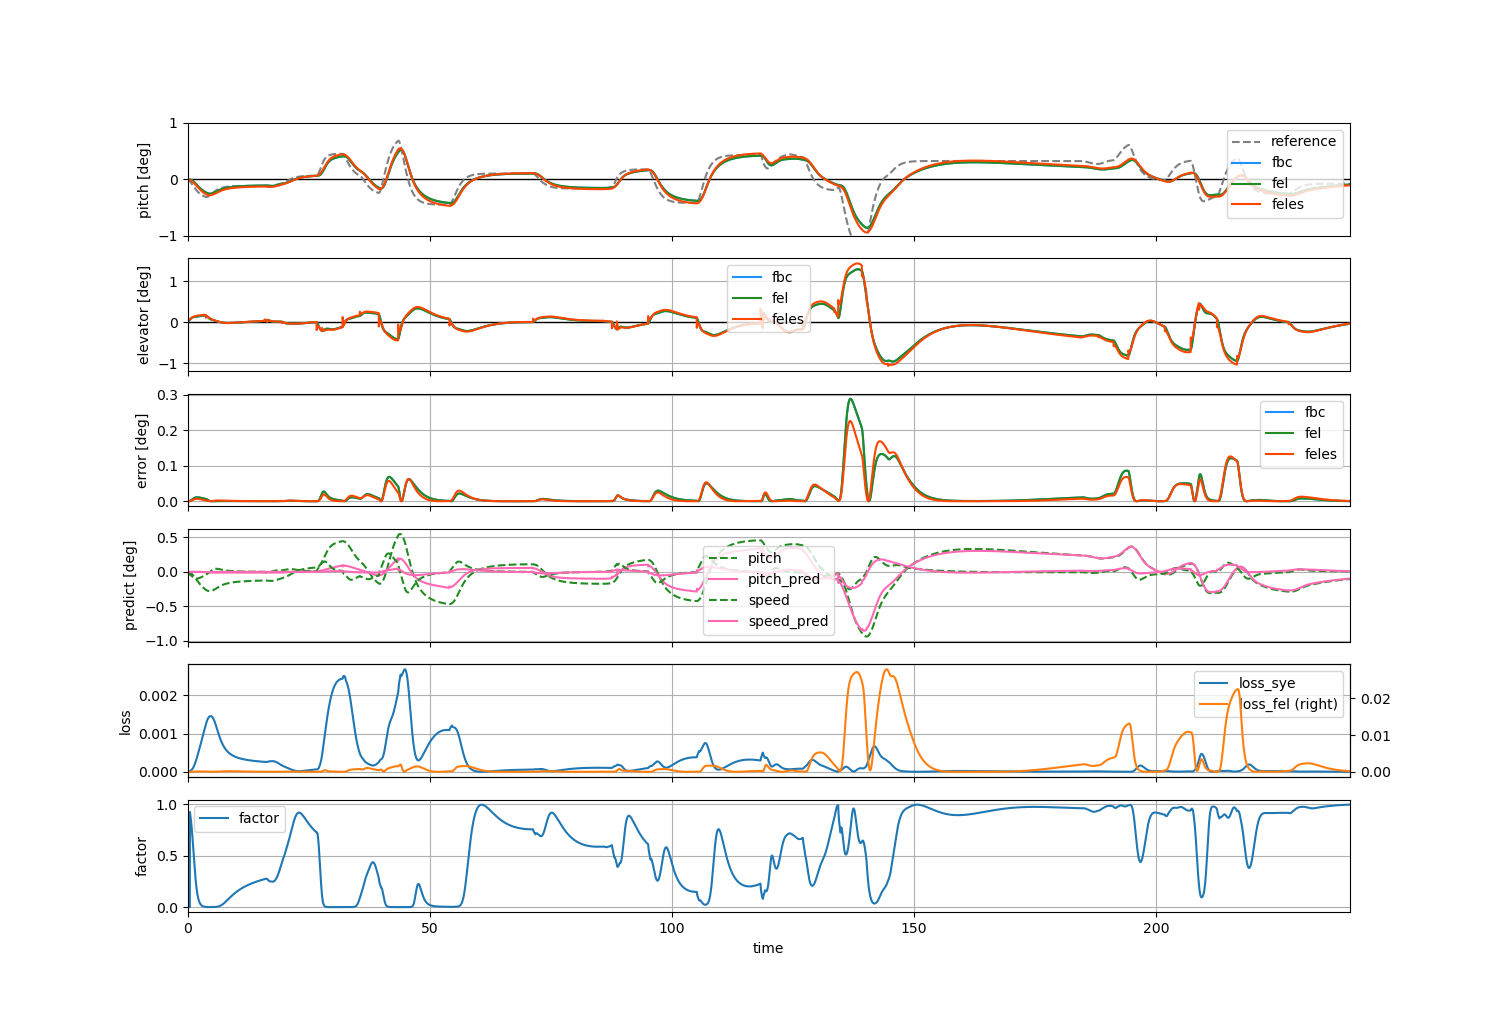 1
0
−1
pitch [deg]
reference
fbc
fel
feles
1
0
−1
elevator [deg]
fbc
fel
feles
0.3
0.2
0.1
0.0
error [deg]
fbc
fel
feles
0.5
0.0
−0.5
−1.0
predict [deg]
pitch
pitch_pred
speed
speed_pred
0.002
0.001
0.000
loss
loss_sye
loss_fel (right)
0.02
0.01
0.00
1.0
0.5
0.0
factor
factor
0
50
100
150
200
time